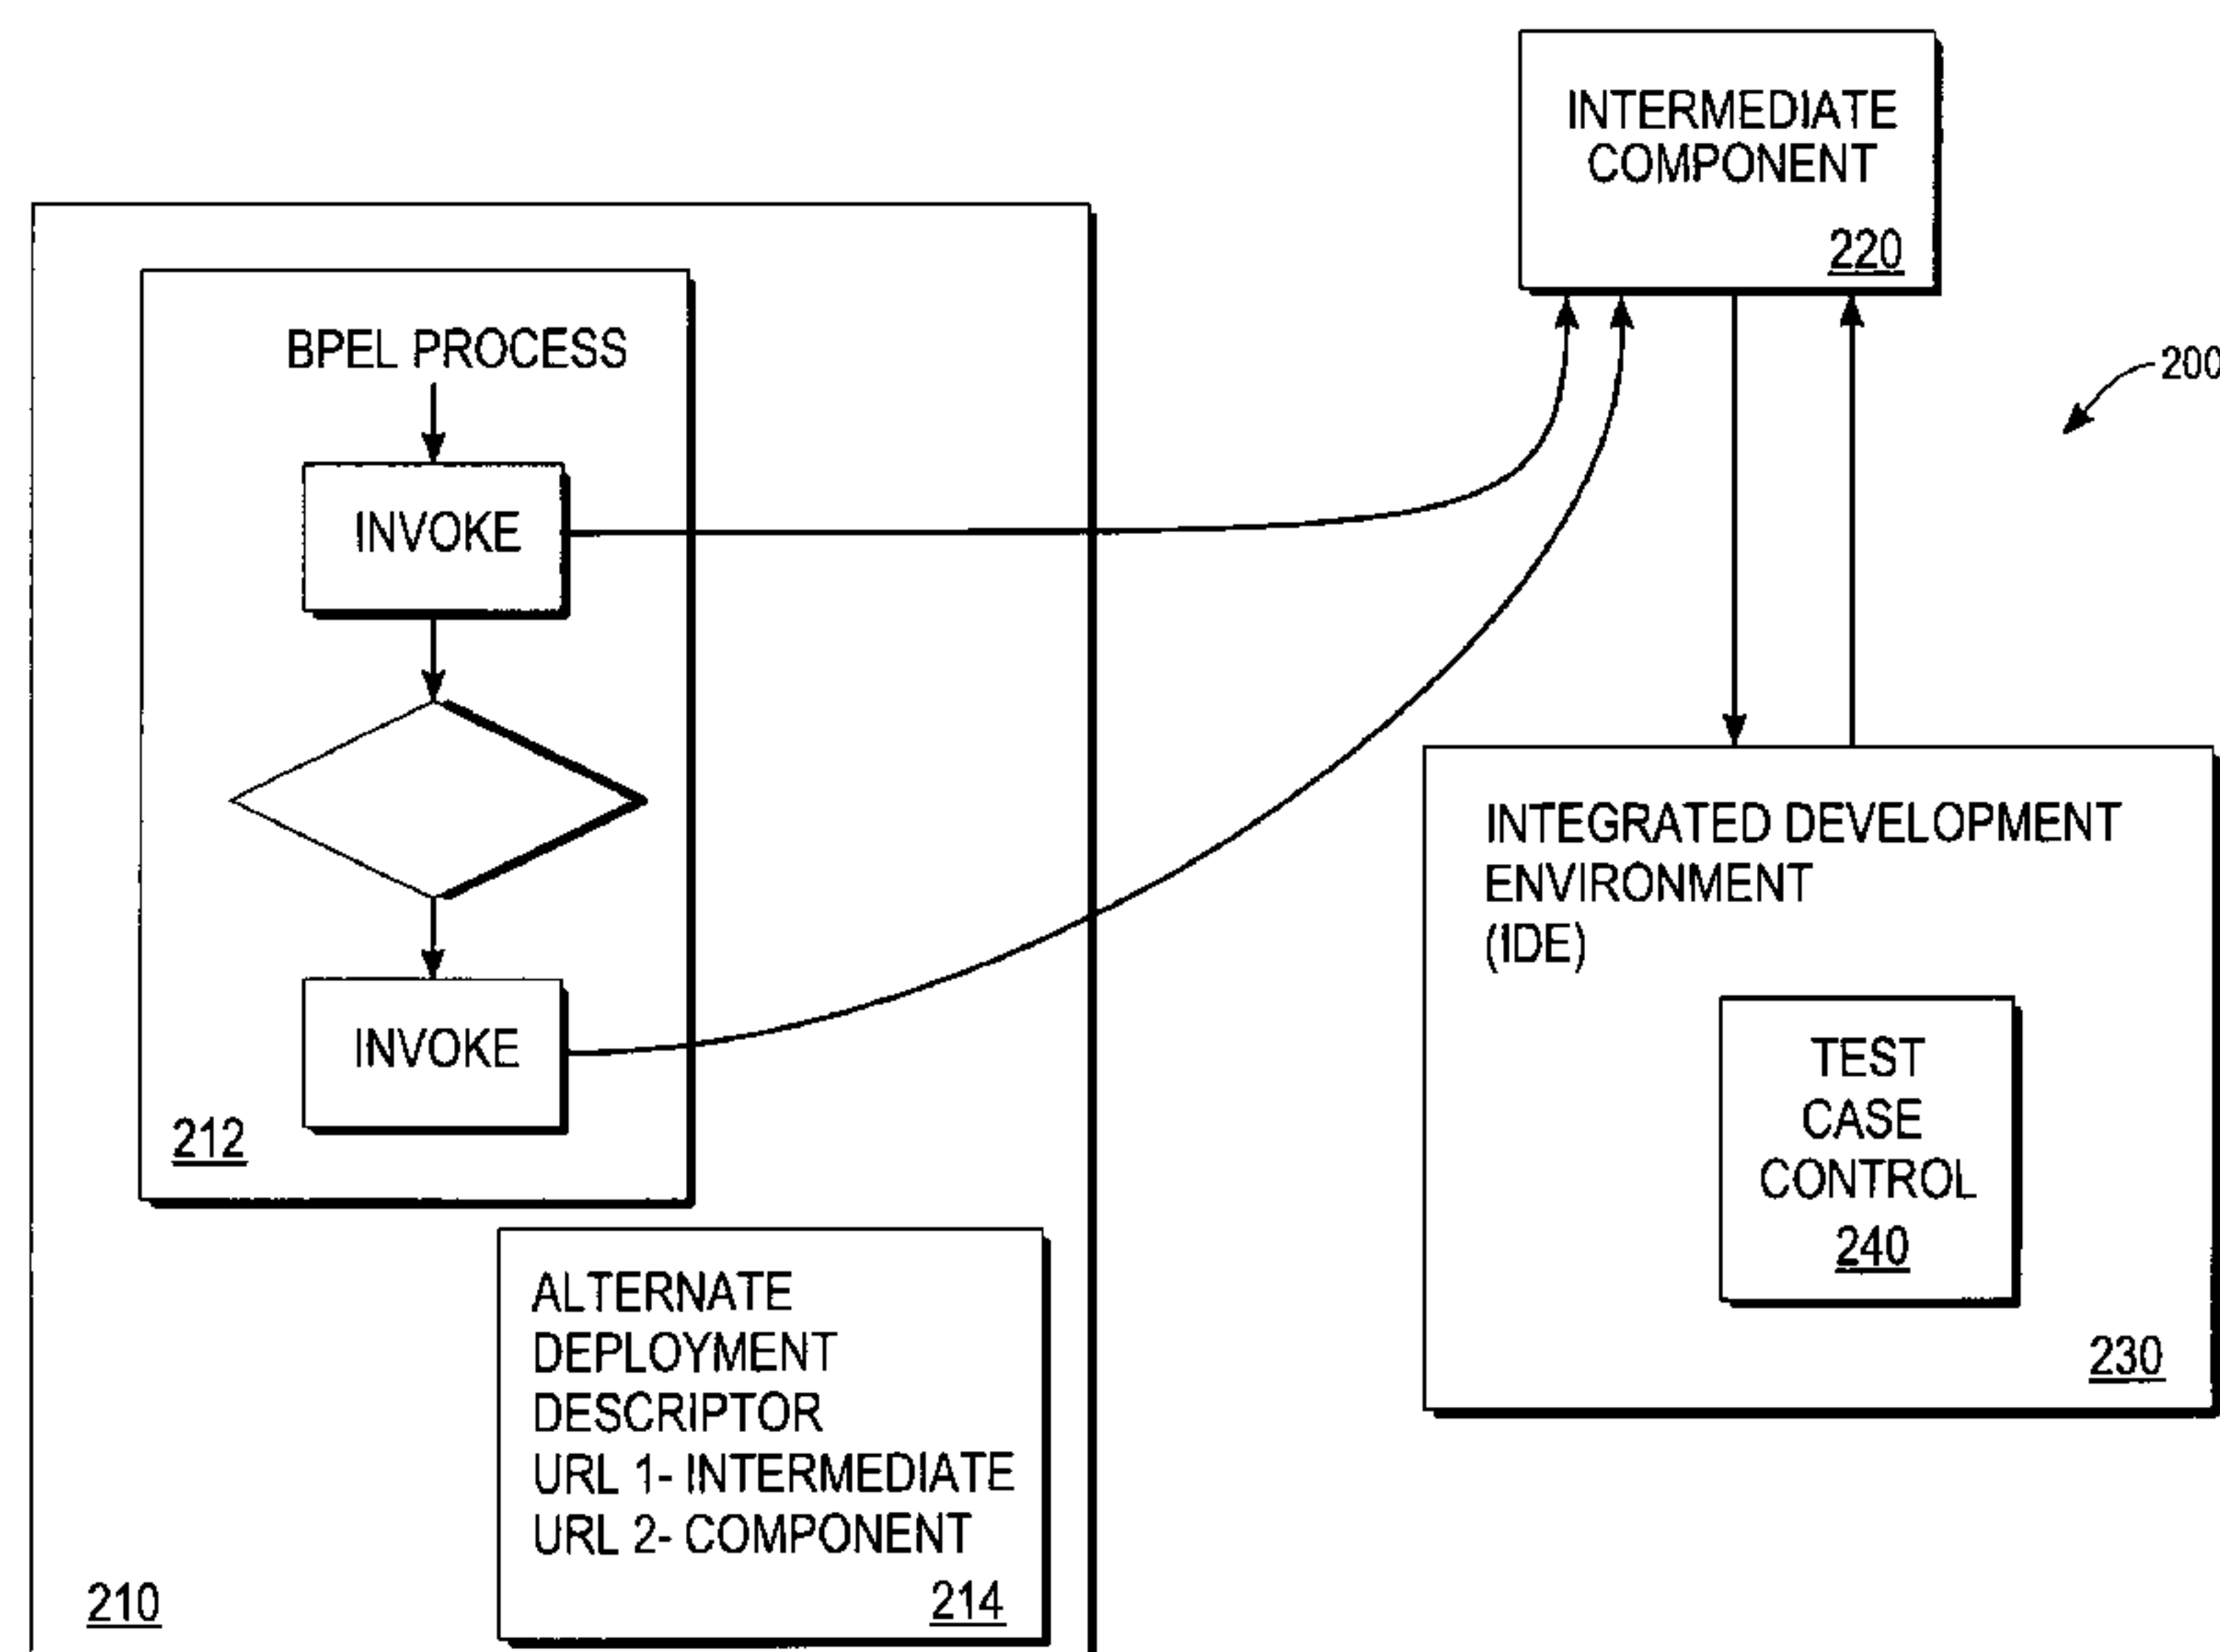 INTERMEDIATE
COMPONENT
220
200
BPEL PROCESS
INVOKE
INVOKE
212
INTEGRATED DEVELOPMENT
ENVIRONMENT
(IDE)
TEST
CASE
CONTROL
240
230
ALTERNATE
DEPLOYMENT
DESCRIPTOR
URL 1- INTERMEDIATE
URL 2- COMPONENT
214
210